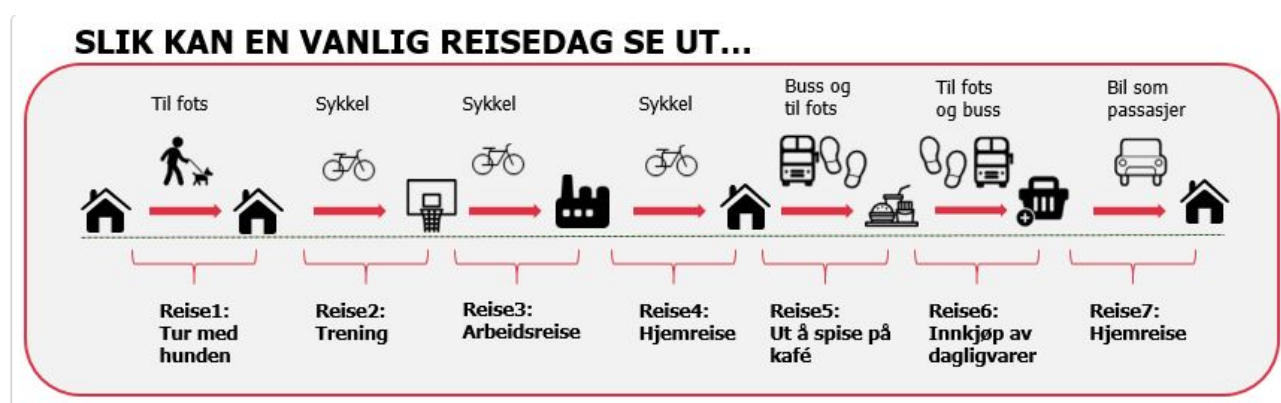 SLIK KAN EN VANLIG REISEDAG SE UT...
Til fots
Sykkel
Sykkel
Sykkel
Buss og
til fots
Til fots
og buss
Bil som
passasjer
Reise1:
Tur med
hunden
Reise2:
Trening
Reise3:
Arbeidsreise
Reise4:
Hjemreise
Reise5:
Ut å spise på
kafé
Reise6:
Innkjøp av
dagligvarer
Reise7:
Hjemreise